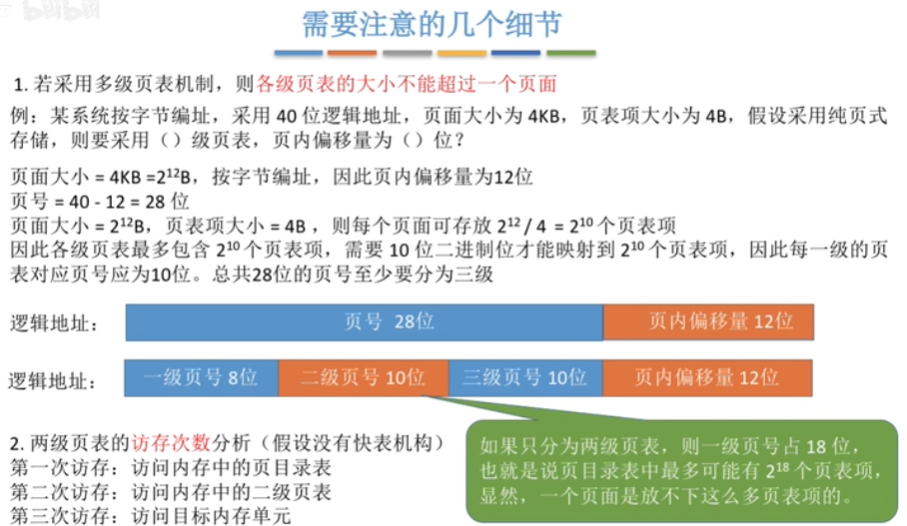 bilibili
需要注意的几个细节
1. 若采用多级页表机制，则各级页表的大小不能超过一个页面
例：某系统按字节编址，采用 40 位逻辑地址，页面大小为 4KB，页表项大小为 4B，假设采用纯页式
存储，则要采用（）级页表，页内偏移量为（）位？
页面大小 = 4KB =2¹²B，按字节编址，因此页内偏移量为12位
页号 = 40 - 12 = 28 位
页面大小 = 2¹²B，页表项大小 = 4B ，则每个页面可存放 2¹² / 4 = 2¹⁰ 个页表项
因此各级页表最多包含 2¹⁰ 个页表项，需要 10 位二进制位才能映射到 2¹⁰ 个页表项，因此每一级的页
表对应页号应为10位。总共28位的页号至少要分为三级
逻辑地址： 页号 28位 页内偏移量 12位
逻辑地址： 一级页号 8位 二级页号 10位 三级页号 10位 页内偏移量 12位
2. 两级页表的访存次数分析（假设没有快表机构）
第一次访存：访问内存中的页目录表
第二次访存：访问内存中的二级页表
第三次访存：访问目标内存单元
如果只分为两级页表，则一级页号占 18 位，
也就是说页目录表中最多可能有 2¹⁸ 个页表项，
显然，一个页面是放不下这么多页表项的。